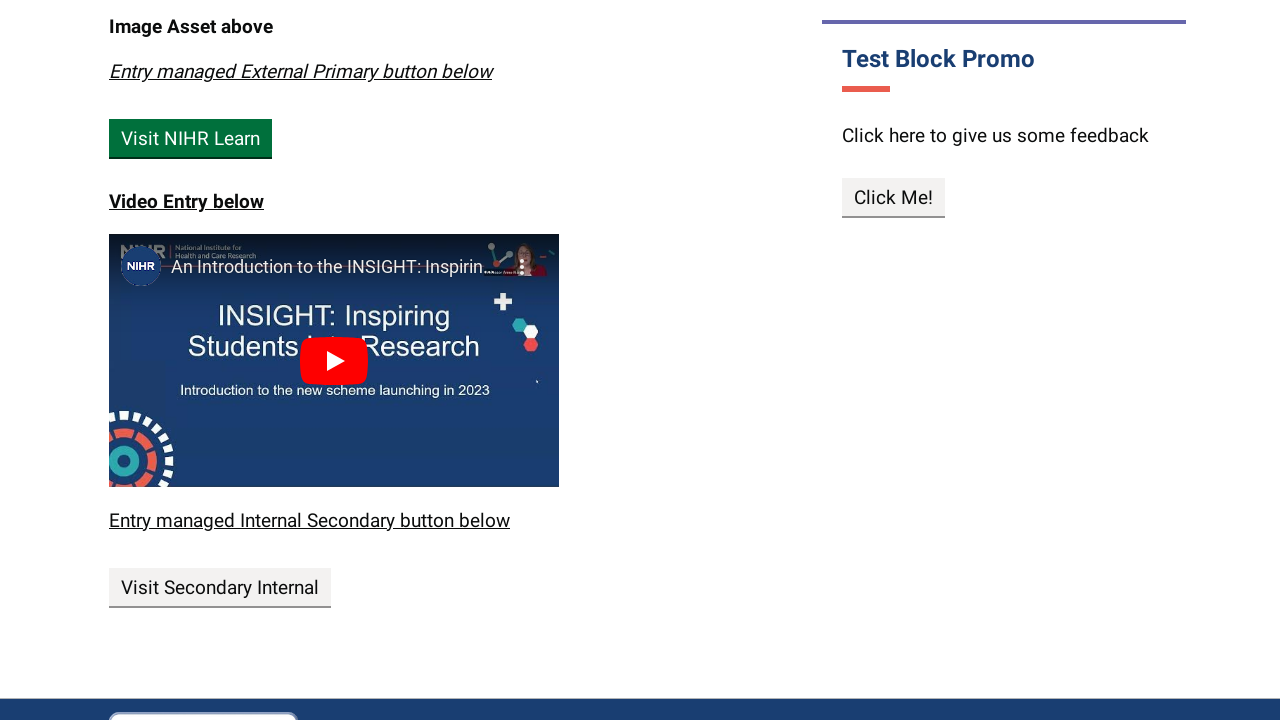 Image Asset above
Entry managed External Primary button below
Visit NIHR Learn
Video Entry below
NIHR | National Institute for
Health and Care Research
NIHR
An Introduction to the INSIGHT: Inspirin...
INSIGHT: Inspiring
Students Research
Introduction to the new scheme launching in 2023
Entry managed Internal Secondary button below
Visit Secondary Internal
Test Block Promo
Click here to give us some feedback
Click Me!